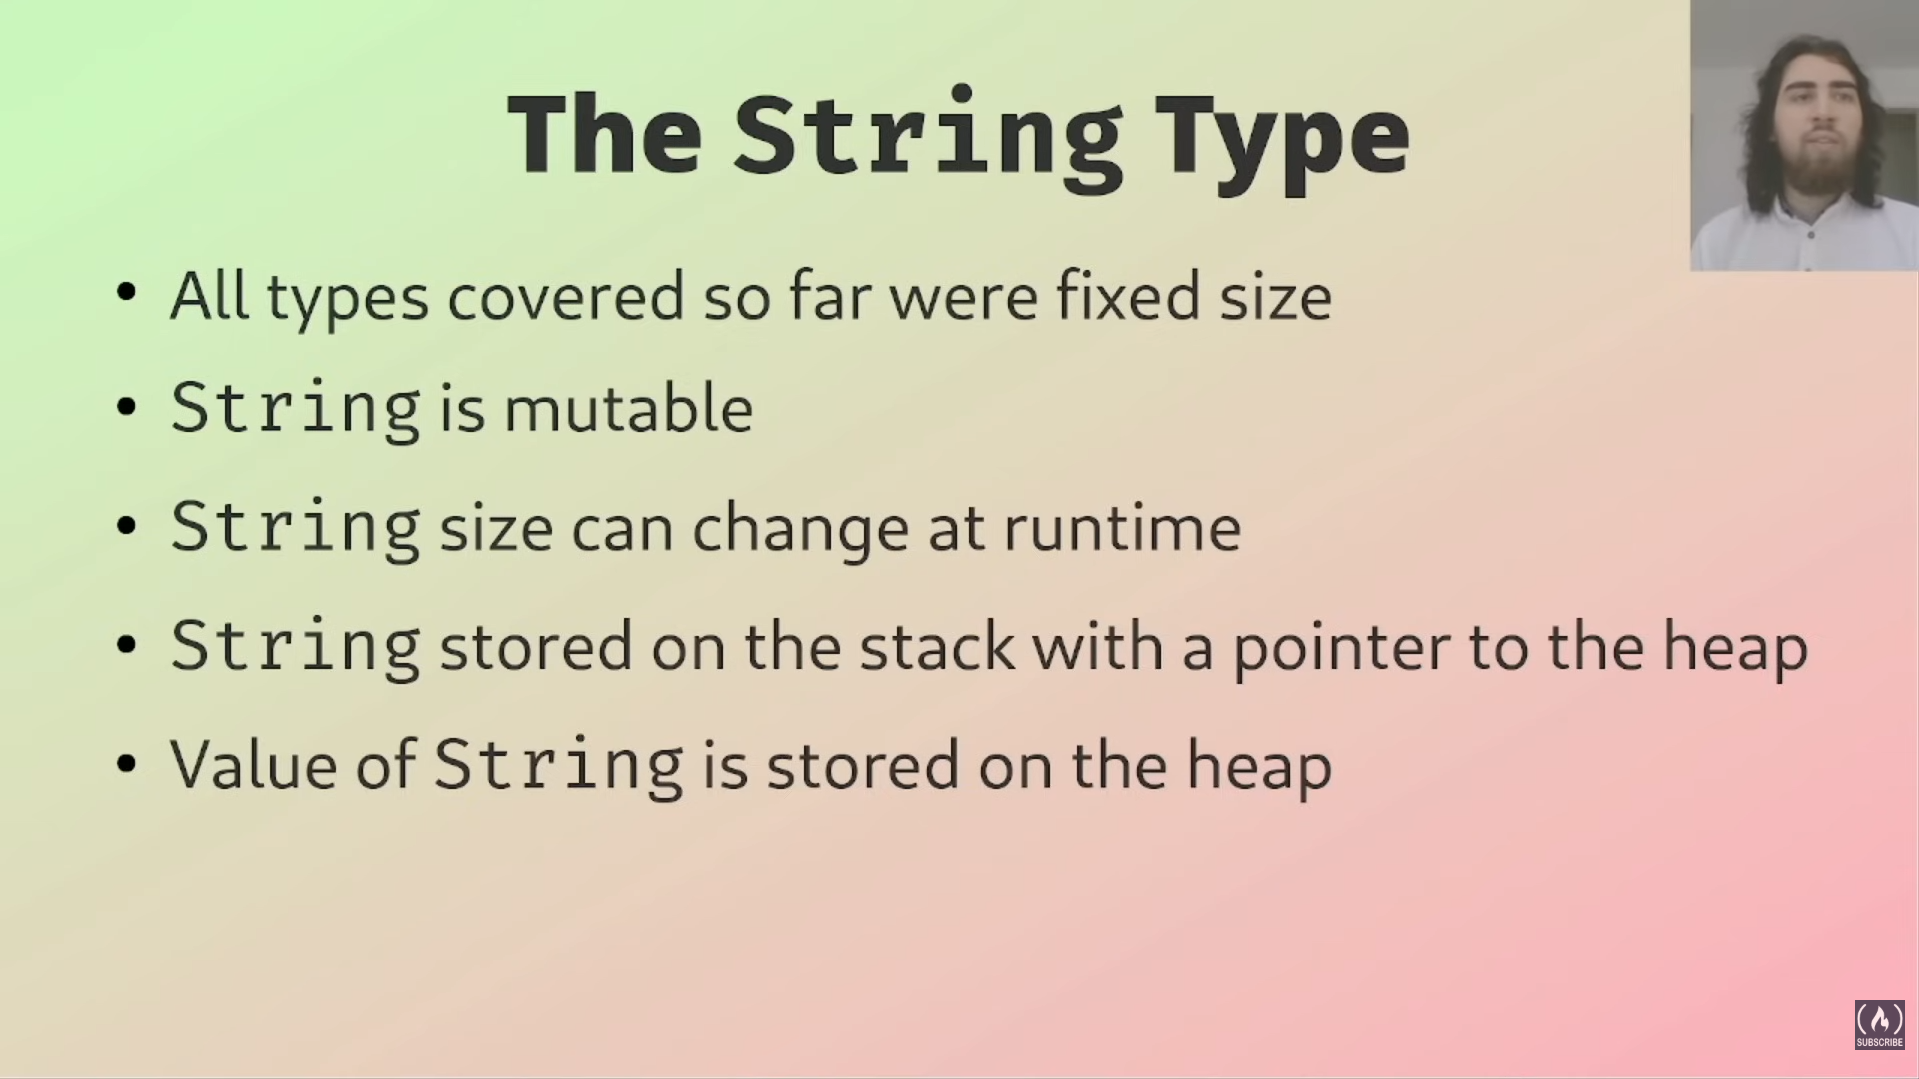 The String Type
• All types covered so far were fixed size
• String is mutable
• String size can change at runtime
• String stored on the stack with a pointer to the heap
• Value of String is stored on the heap
SUBSCRIBE